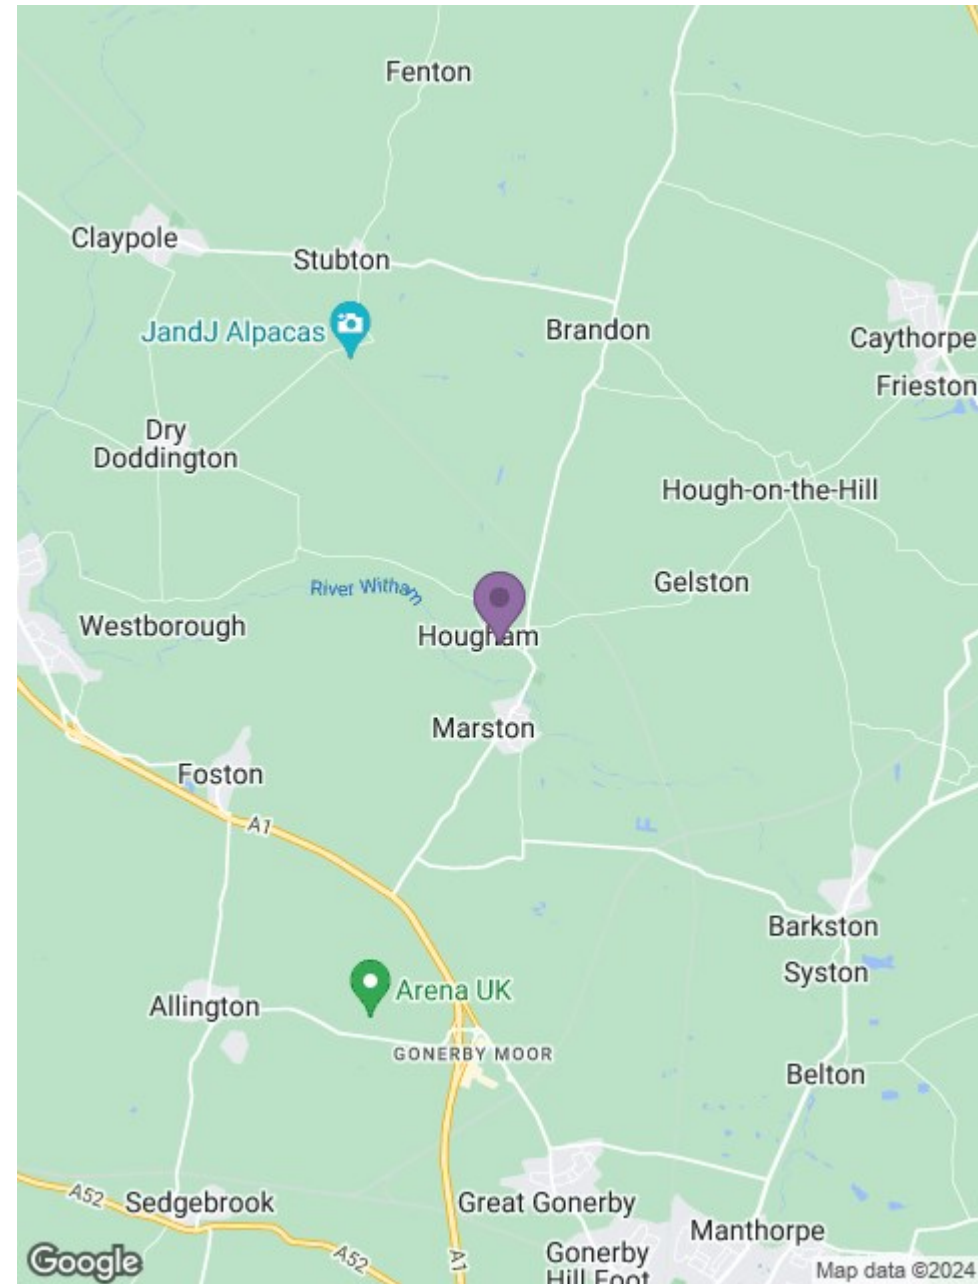 Fenton
Claypole
Stubton
JandJ Alpacas
Brandon
Caythorpe
Frieston
Dry
Doddington
Hough-on-the-Hill
River Witham
Gelston
Westborough
Hougham
Marston
Foston
A1
Barkston
Syston
Arena UK
Allington
GONERBY MOOR
Belton
A52
Sedgebrook
Great Gonerby
Manthorpe
A52
A1
Gonerby
Hill Foot
Google
Map data ©2024